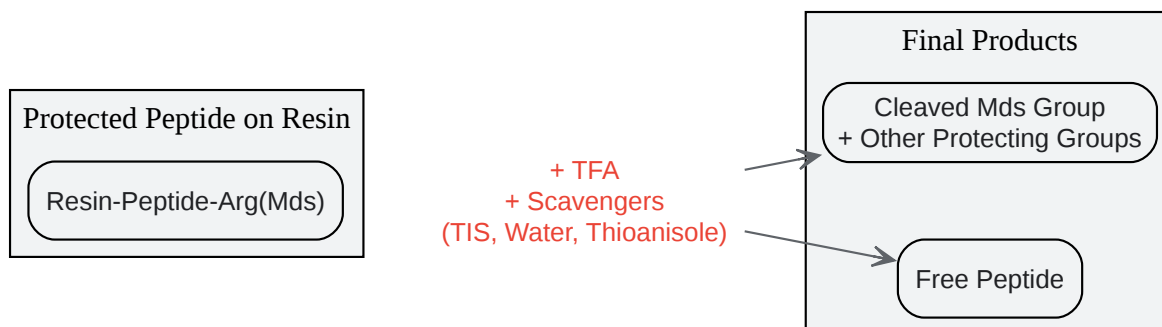 Protected Peptide on Resin
Resin-Peptide-Arg(Mds)
+ TFA
+ Scavengers
(TIS, Water, Thioanisole)
Final Products
Cleaved Mds Group
+ Other Protecting Groups
Free Peptide